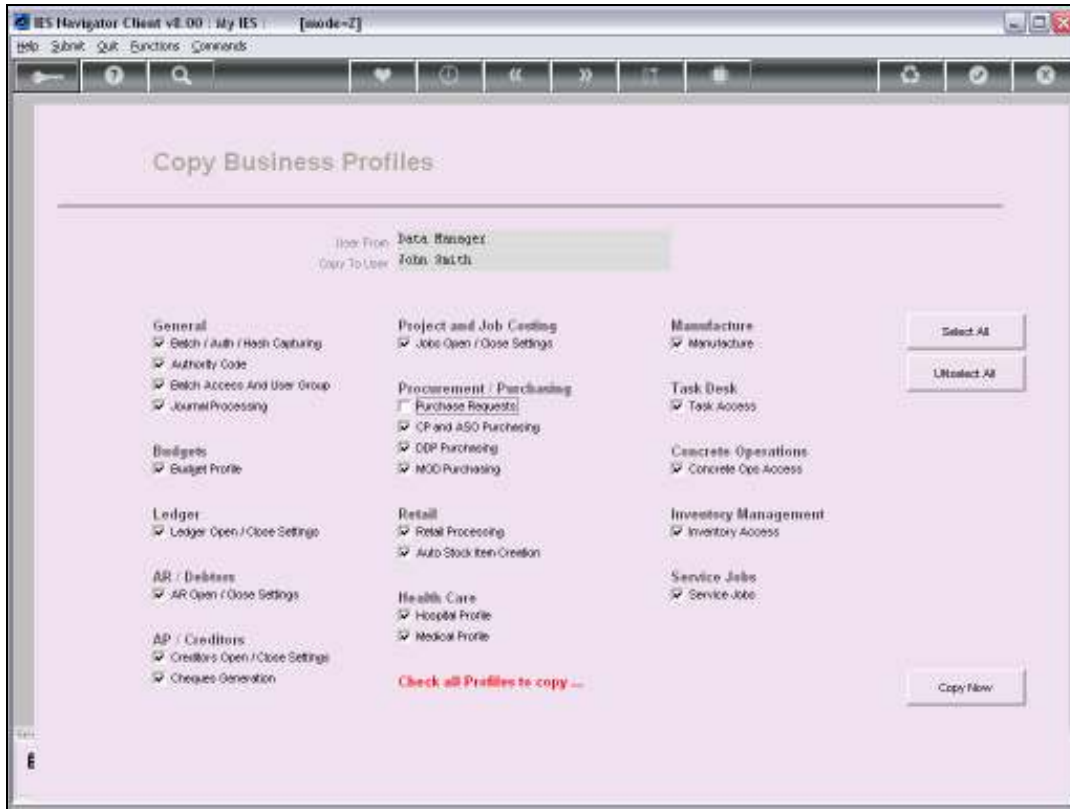 IES Navigator Client v8.00 : My IES : [mode=Z]
Help Submit Quit Functions Commands
Copy Business Profiles
User From Data Manager
Copy To User John Smith
General
Batch / Auth / Hash Capturing
Authority Code
Batch Access And User Group
Journal Processing
Budgets
Budget Profile
Ledger
Ledger Open / Close Settings
AR / Debtors
AR Open / Close Settings
AP / Creditors
Creditors Open / Close Settings
Cheques Generation
Project and Job Costing
Jobs Open / Close Settings
Procurement / Purchasing
Purchase Requests
CP and ASO Purchasing
ODP Purchasing
MOD Purchasing
Retail
Retail Processing
Auto Stock Item Creation
Health Care
Hospital Profile
Medical Profile
Check all Profiles to copy ...
Manufacture
Manufacture
Task Desk
Task Access
Concrete Operations
Concrete Ops Access
Inventory Management
Inventory Access
Service Jobs
Service Jobs
Select All
UNselect All
Copy Now